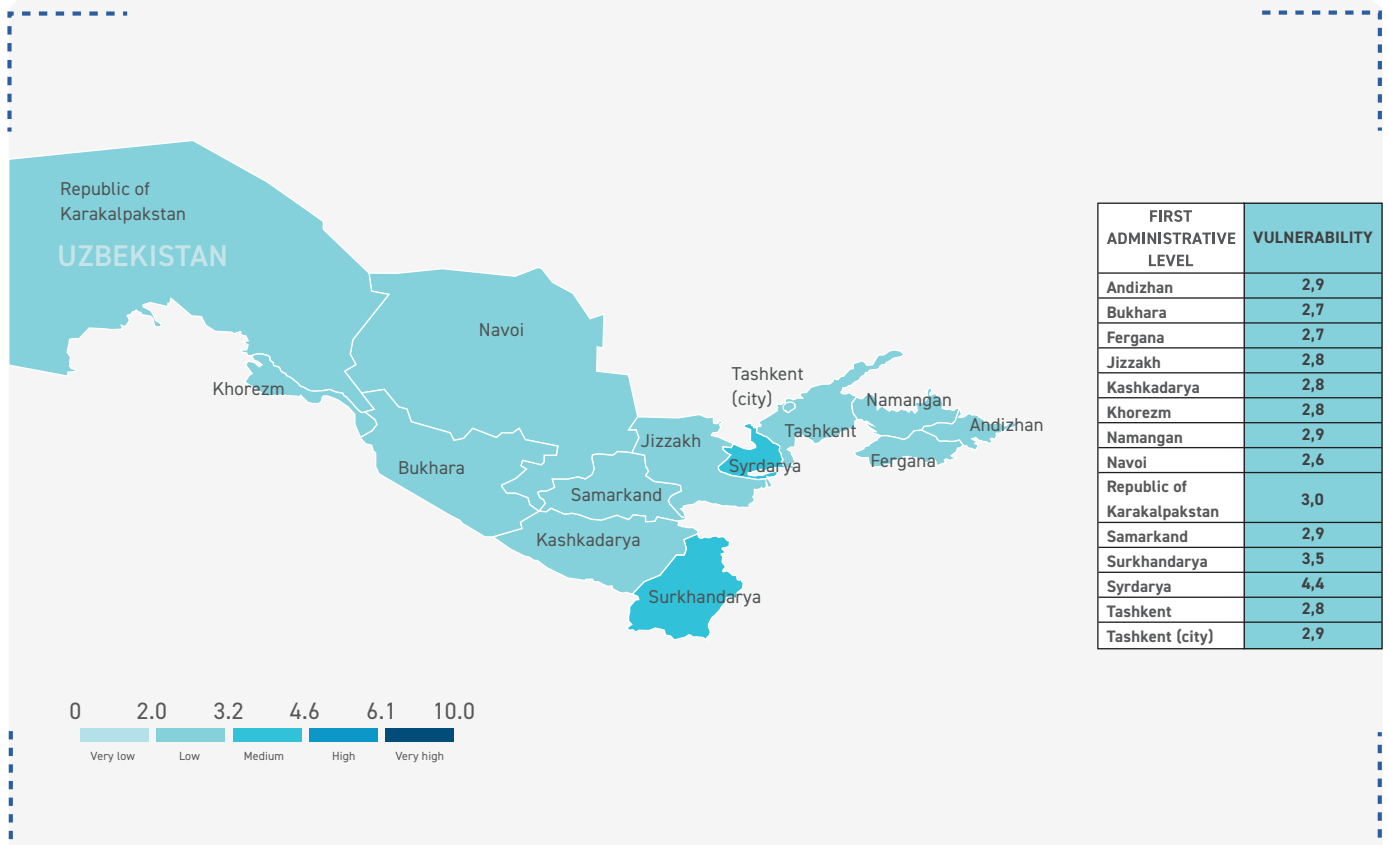 Republic of
Karakalpakstan
UZBEKISTAN
Navoi
Khorezm
Tashkent
(city)
Namangan
Andizhan
Tashkent
Jizzakh
Fergana
Syrdarya
Bukhara
Samarkand
Kashkadarya
Surkhandarya
FIRST
ADMINISTRATIVE
LEVEL
VULNERABILITY
Andizhan 2,9
Bukhara 2,7
Fergana 2,7
Jizzakh 2,8
Kashkadarya 2,8
Khorezm 2,8
Namangan 2,9
Navoi 2,6
Republic of
Karakalpakstan 3,0
Samarkand 2,9
Surkhandarya 3,5
Syrdarya 4,4
Tashkent 2,8
Tashkent (city) 2,9
0 2.0 3.2 4.6 6.1 10.0
Very low Low Medium High Very high